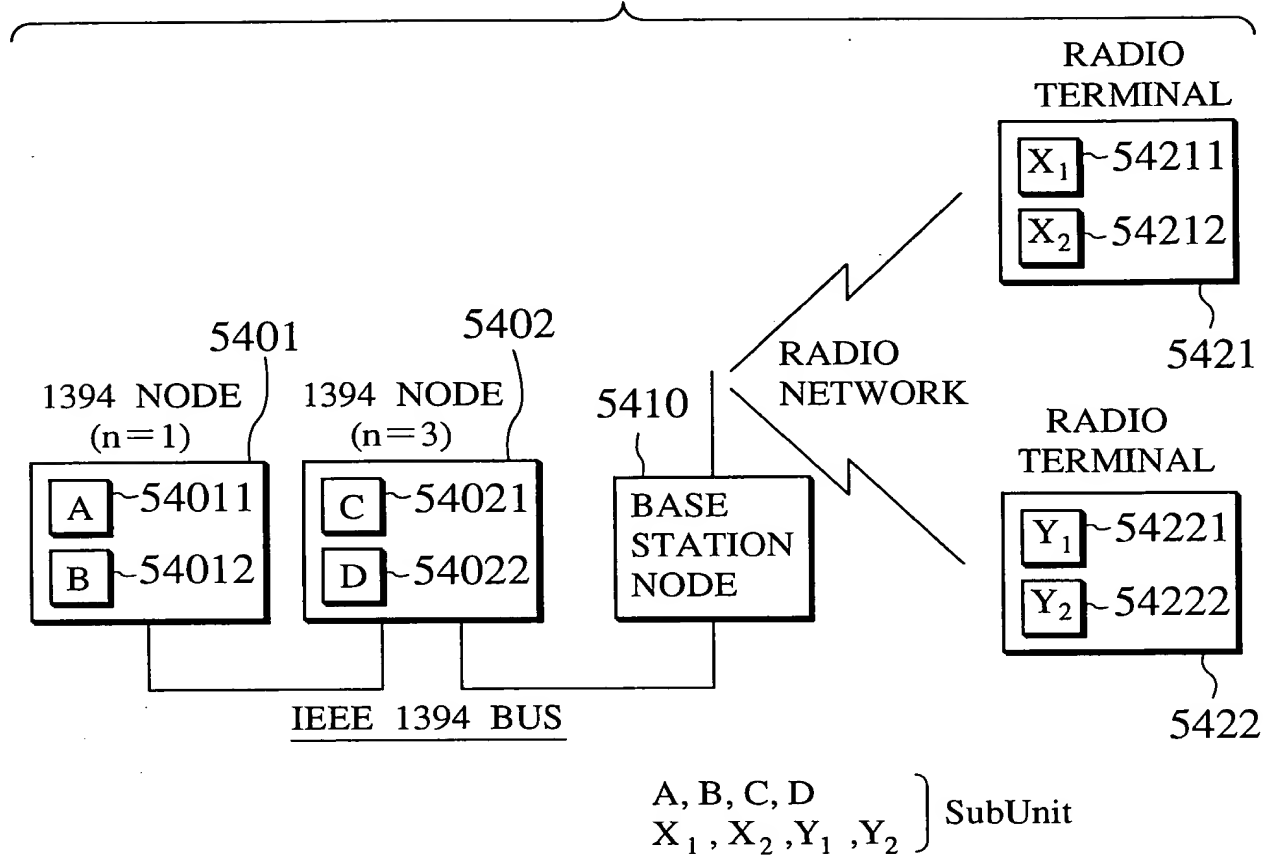 RADIO
TERMINAL
X₁ 54211
X₂ 54212
5421
5401
1394 NODE
(n=1)
A 54011
B 54012
5402
1394 NODE
(n=3)
C 54021
D 54022
5410
BASE
STATION
NODE
RADIO
NETWORK
RADIO
TERMINAL
Y₁ 54221
Y₂ 54222
5422
IEEE 1394 BUS
A, B, C, D
X₁ , X₂ ,Y₁ ,Y₂
SubUnit